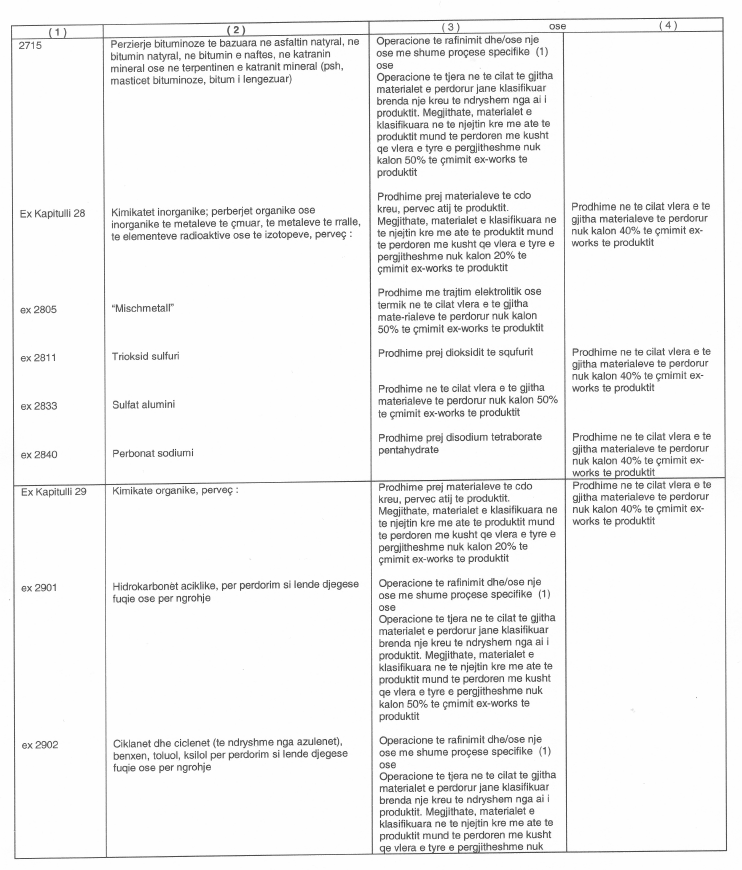 ( 1 ) ( 2 ) ( 3 ) ose ( 4 )
2715
Perzierje bituminoze te bazuara ne asfaltin natyral, ne
bitumin natyral, ne bitumin e naftes, ne katranin
mineral ose ne terpentinen e katranit mineral (psh,
masticet bituminoze, bitum i lengezuar)
Operacione te rafinimit dhe/ose nje
ose me shume proçese specifike (1)
ose
Operacione te tjera ne te cilat te gjitha
materialet e perdorur jane klasifikuar
brenda nje kreu te ndryshem nga ai i
produktit. Megjithate, materialet e
klasifikuara ne te njejtin kre me ate te
produktit mund te perdoren me kusht
qe vlera e tyre e pergjitheshme nuk
kalon 50% te çmimit ex-works te
produktit
Ex Kapitulli 28
Kimikatet inorganike; perberjet organike ose
inorganike te metaleve te çmuar, te metaleve te rralle,
te elementeve radioaktive ose te izotopeve, perveç :
Prodhime prej materialeve te cdo
kreu, pervec atij te produktit.
Megjithate, materialet e klasifikuara ne
te njejtin kre me ate te produktit mund
te perdoren me kusht qe vlera e tyre e
pergjitheshme nuk kalon 20% te
çmimit ex-works te produktit
Prodhime ne te cilat vlera e te
gjitha materialeve te perdorur
nuk kalon 40% te çmimit ex-
works te produktit
ex 2805
“Mischmetall”
Prodhime me trajtim elektrolitik ose
termik ne te cilat vlera e te gjitha
mate-rialeve te perdorur nuk kalon
50% te çmimit ex-works te produktit
ex 2811
Trioksid sulfuri
Prodhime prej dioksidit te squfurit
Prodhime ne te cilat vlera e te
gjitha materialeve te perdorur
nuk kalon 40% te çmimit ex-
works te produktit
ex 2833
Sulfat alumini
Prodhime ne te cilat vlera e te gjitha
materialeve te perdorur nuk kalon 50%
te çmimit ex-works te produktit
ex 2840
Perbonat sodiumi
Prodhime prej disodium tetraborate
pentahydrate
Prodhime ne te cilat vlera e te
gjitha materialeve te perdorur
nuk kalon 40% te çmimit ex-
works te produktit
Ex Kapitulli 29
Kimikate organike, perveç :
Prodhime prej materialeve te cdo
kreu, pervec atij te produktit.
Megjithate, materialet e klasifikuara ne
te njejtin kre me ate te produktit mund
te perdoren me kusht qe vlera e tyre e
pergjitheshme nuk kalon 20% te
çmimit ex-works te produktit
Prodhime ne te cilat vlera e te
gjitha materialeve te perdorur
nuk kalon 40% te çmimit ex-
works te produktit
ex 2901
Hidrokarbonët aciklike, per perdorim si lende djegese
fuqie ose per ngrohje
Operacione te rafinimit dhe/ose nje
ose me shume proçese specifike (1)
ose
Operacione te tjera ne te cilat te gjitha
materialet e perdorur jane klasifikuar
brenda nje kreu te ndryshem nga ai i
produktit. Megjithate, materialet e
klasifikuara ne te njejtin kre me ate te
produktit mund te perdoren me kusht
qe vlera e tyre e pergjitheshme nuk
kalon 50% te çmimit ex-works te
produktit
ex 2902
Ciklanet dhe ciclenet (te ndryshme nga azulenet),
benxen, toluol, ksilol per perdorim si lende djegese
fuqie ose per ngrohje
Operacione te rafinimit dhe/ose nje
ose me shume proçese specifike (1)
ose
Operacione te tjera ne te cilat te gjitha
materialet e perdorur jane klasifikuar
brenda nje kreu te ndryshem nga ai i
produktit. Megjithate, materialet e
klasifikuara ne te njejtin kre me ate te
produktit mund te perdoren me kusht
qe vlera e tyre e pergjitheshme nuk